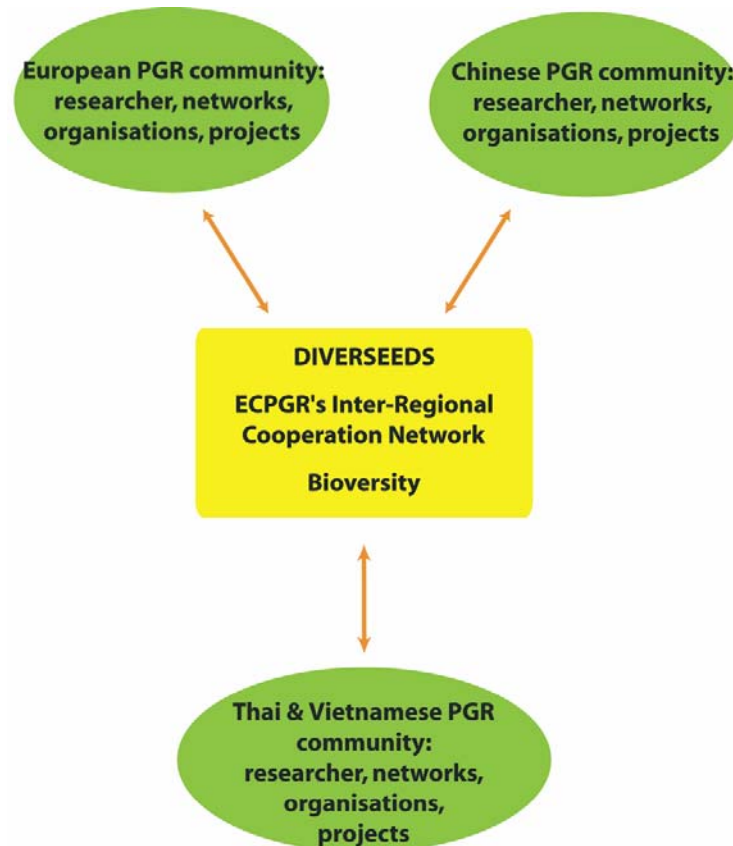 European PGR community:
researcher, networks,
organisations, projects
Chinese PGR community:
researcher, networks,
organisations, projects
DIVERSEEDS
ECPGR's Inter-Regional
Cooperation Network
Bioversity
Thai & Vietnamese PGR
community:
researcher, networks,
organisations,
projects